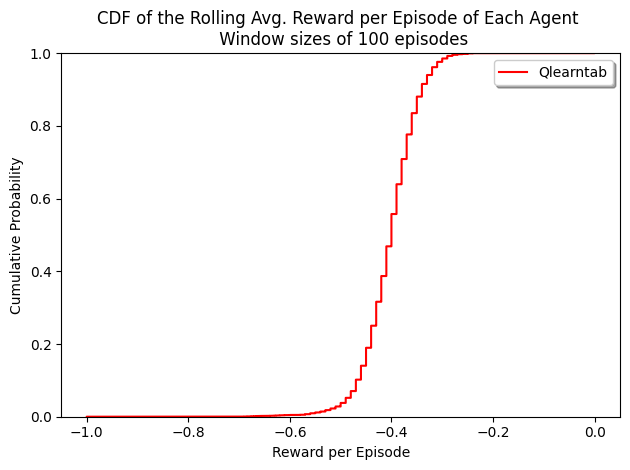 CDF of the Rolling Avg. Reward per Episode of Each Agent
Window sizes of 100 episodes
Qlearntab
Cumulative Probability
1.0
0.8
0.6
0.4
0.2
0.0
−1.0 −0.8 −0.6 −0.4 −0.2 0.0
Reward per Episode